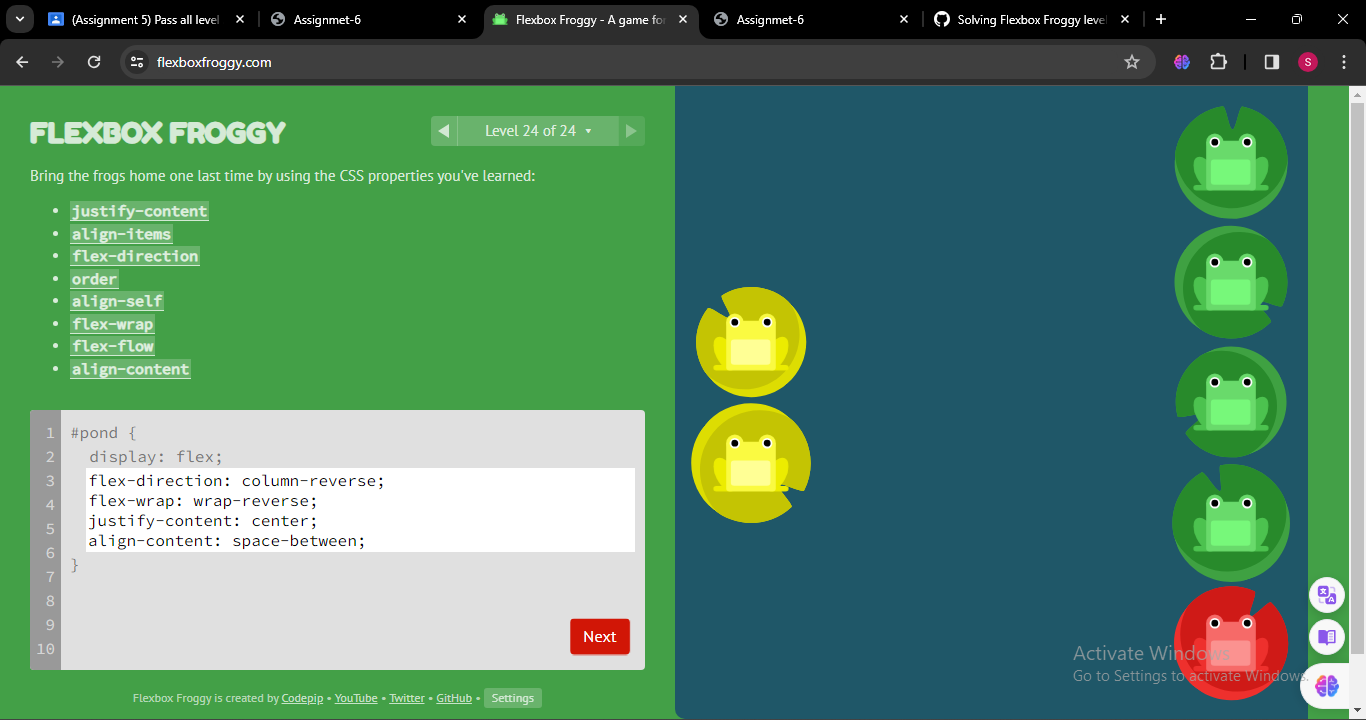 (Assignment 5) Pass all level
Assignmet-6
Flexbox Froggy - A game for
Assignmet-6
Solving Flexbox Froggy level
flexboxfroggy.com
S
FLEXBOX FROGGY
Level 24 of 24
Bring the frogs home one last time by using the CSS properties you've learned:
justify-content
align-items
flex-direction
order
align-self
flex-wrap
flex-flow
align-content
1 #pond {
2 display: flex;
3 flex-direction: column-reverse;
4 flex-wrap: wrap-reverse;
5 justify-content: center;
6 align-content: space-between;
7 }
8
9
10
Next
Flexbox Froggy is created by Codepip • YouTube • Twitter • GitHub • Settings
Activate Windows
Go to Settings to activate Windows.